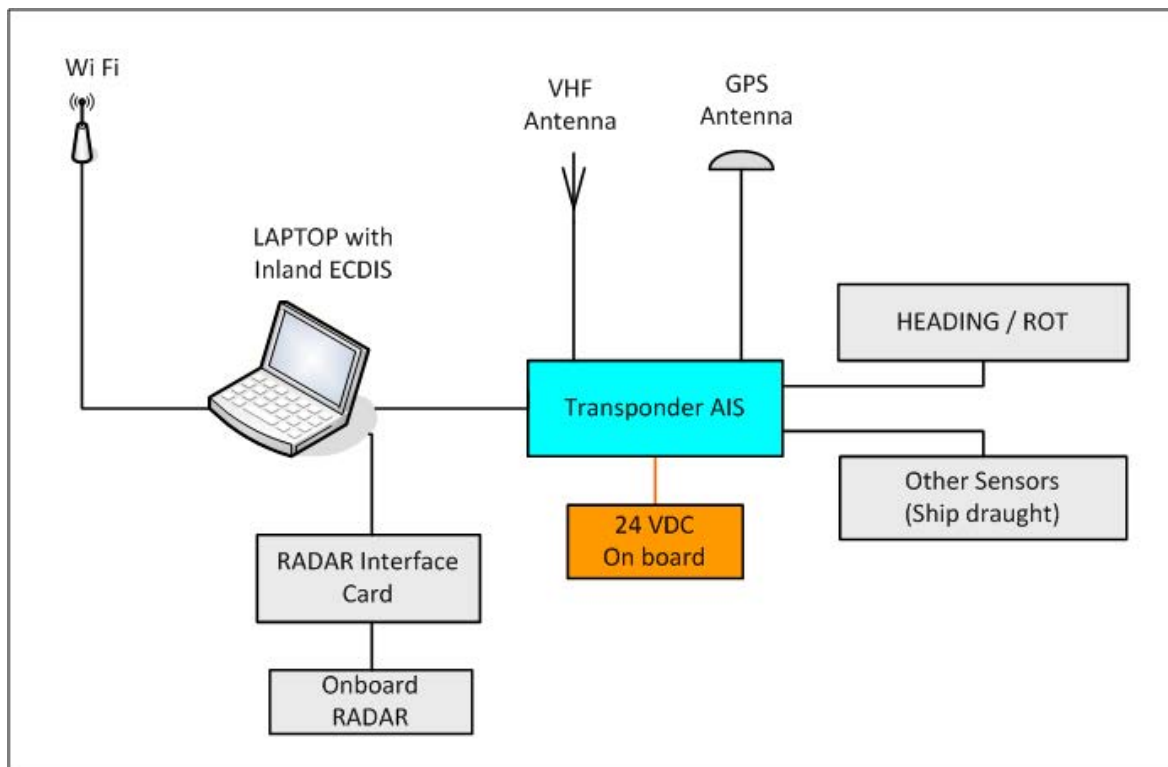 Wi Fi
VHF
Antenna
GPS
Antenna
LAPTOP with
Inland ECDIS
HEADING / ROT
Transponder AIS
Other Sensors
(Ship draught)
24 VDC
On board
RADAR Interface
Card
Onboard
RADAR